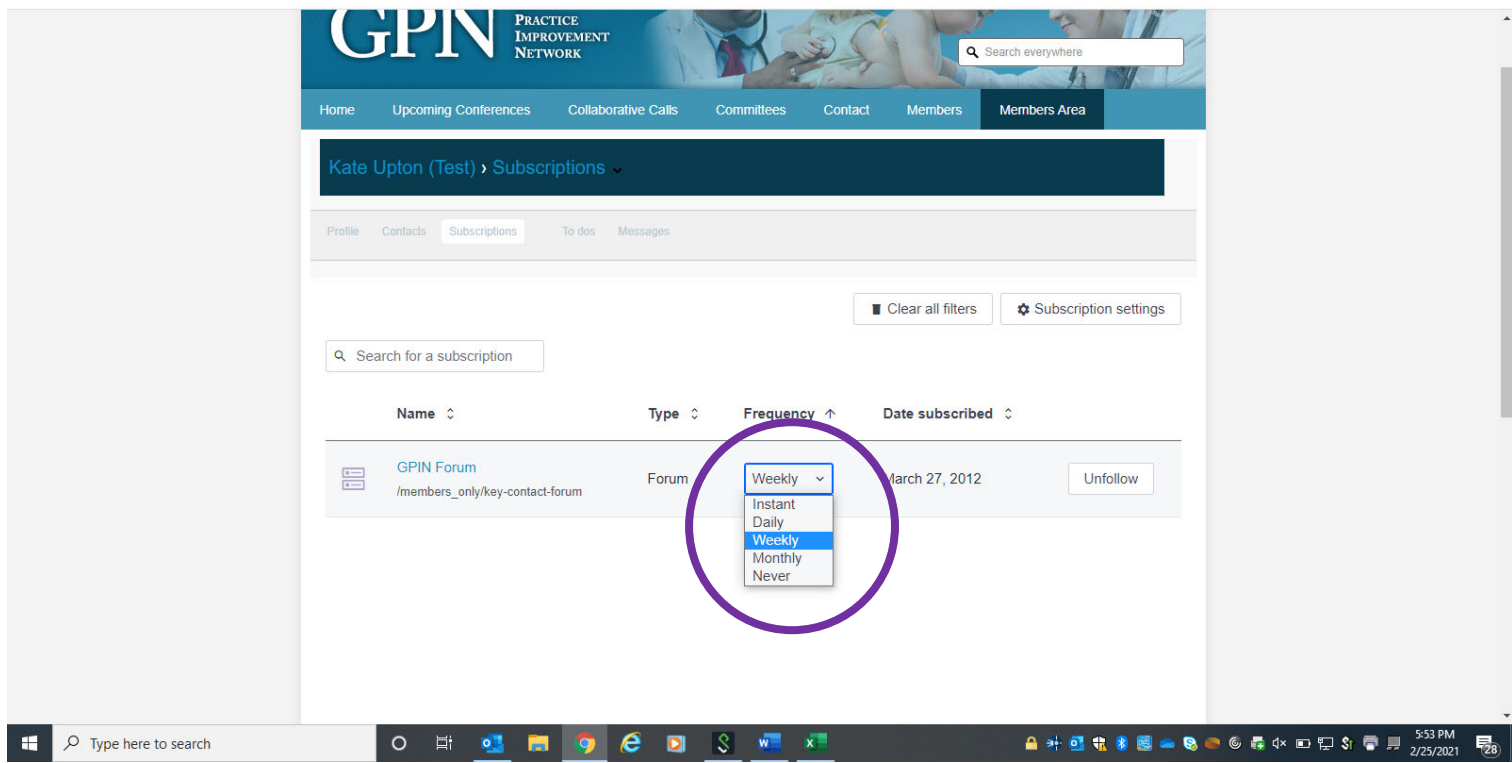 GPIN
PRACTICE
IMPROVEMENT
NETWORK
Search everywhere
Home Upcoming Conferences Collaborative Calls Committees Contact Members Members Area
Kate Upton (Test) › Subscriptions
Profile Contacts Subscriptions To dos Messages
Clear all filters Subscription settings
Search for a subscription
Name Type Frequency Date subscribed
GPIN Forum Forum Weekly March 27, 2012 Unfollow
/members_only/key-contact-forum
Instant
Daily
Weekly
Monthly
Never
Type here to search
5:53 PM
2/25/2021
28